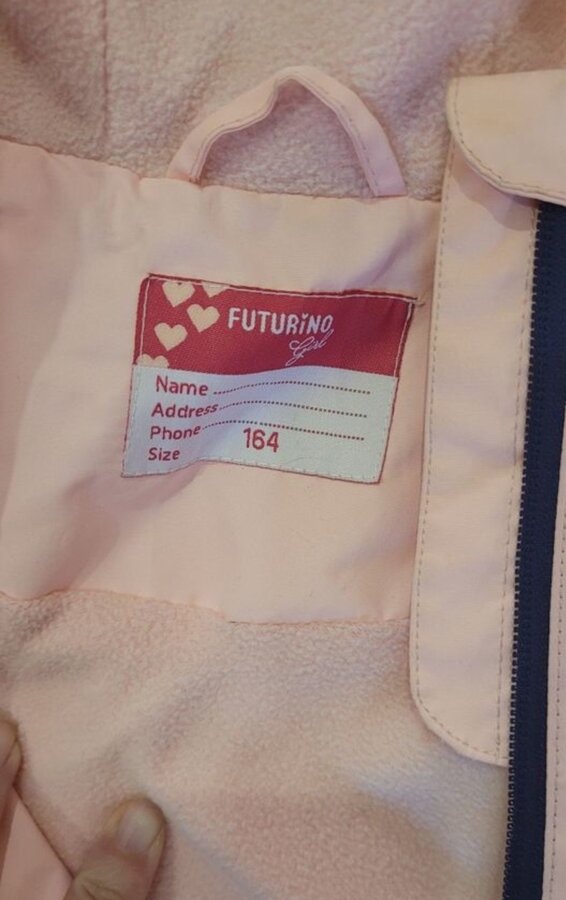 FUTURiNO
Girl
Name
Address
Phone
Size 164